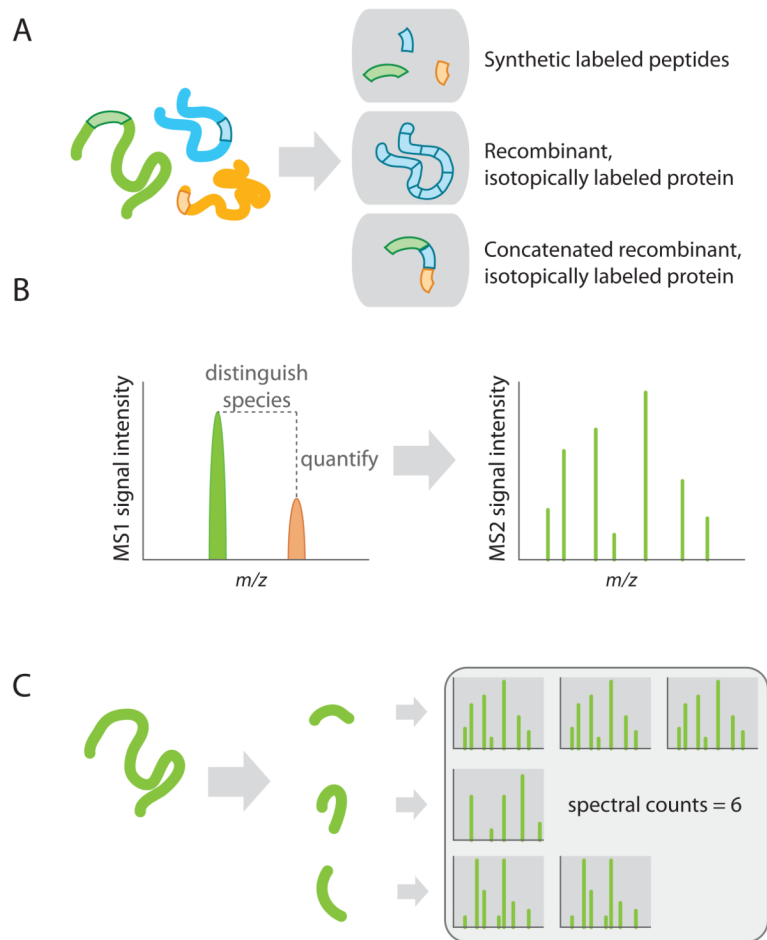 A
Synthetic labeled peptides
Recombinant,
isotopically labeled protein
Concatenated recombinant,
isotopically labeled protein
B
MS1 signal intensity
distinguish
species
quantify
m/z
MS2 signal intensity
m/z
C
spectral counts = 6